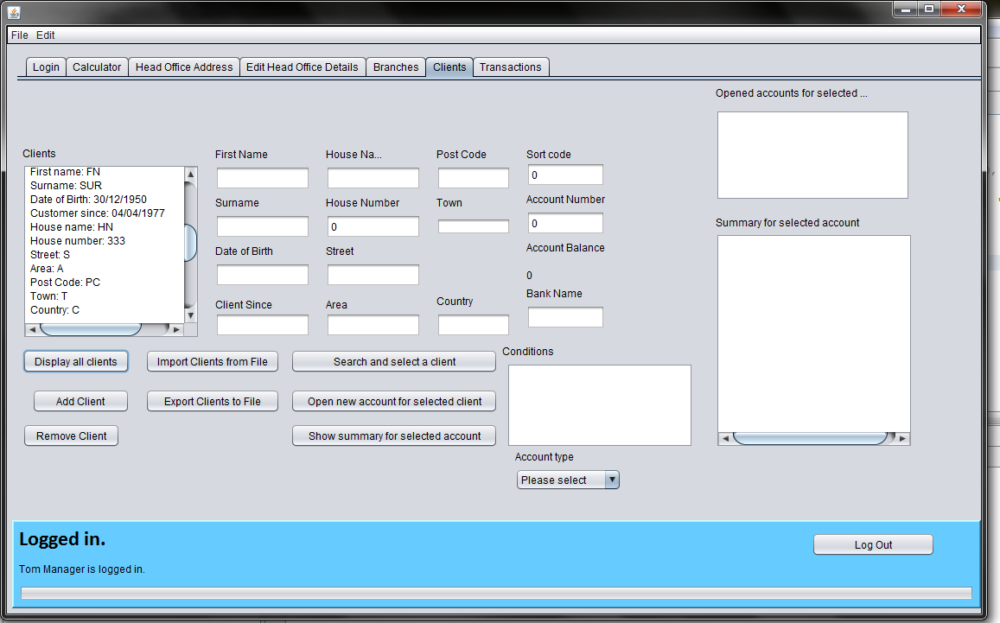 File Edit
Login Calculator Head Office Address Edit Head Office Details Branches Clients Transactions
Opened accounts for selected ...
Clients
First name: FN
Surname: SUR
Date of Birth: 30/12/1950
Customer since: 04/04/1977
House name: HN
House number: 333
Street: S
Area: A
Post Code: PC
Town: T
Country: C
First Name House Na... Post Code Sort code
0
Surname House Number Town Account Number
0 0
Date of Birth Street Account Balance
0
Client Since Area Country Bank Name
Summary for selected account
Display all clients Import Clients from File Search and select a client
Add Client Export Clients to File Open new account for selected client
Remove Client Show summary for selected account
Conditions
Account type
Please select
Logged in.
Tom Manager is logged in.
Log Out